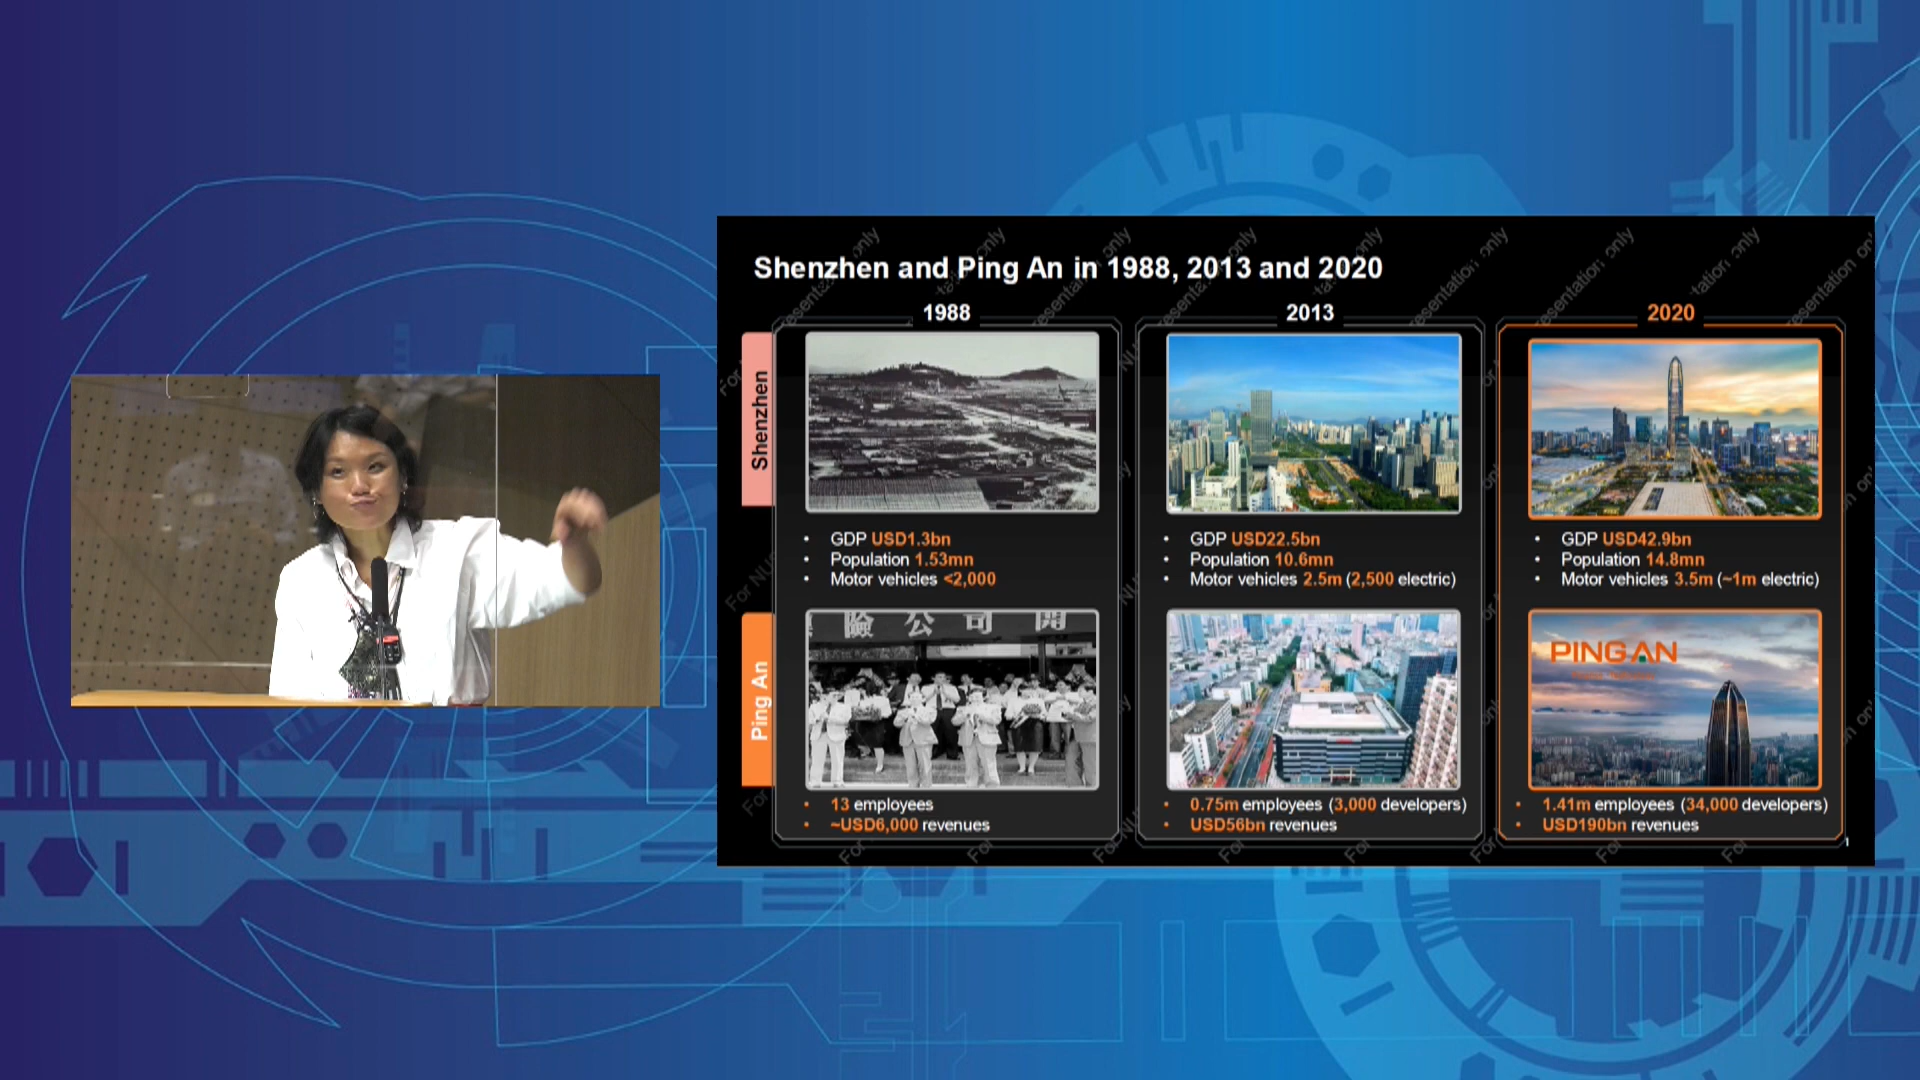 Shenzhen and Ping An in 1988, 2013 and 2020
1988
2013
2020
Shenzhen
• GDP USD1.3bn
• Population 1.53mn
• Motor vehicles <2,000
• GDP USD22.5bn
• Population 10.6mn
• Motor vehicles 2.5m (2,500 electric)
• GDP USD42.9bn
• Population 14.8mn
• Motor vehicles 3.5m (~1m electric)
Ping An
險公司開
PINGAN
• 13 employees
• ~USD6,000 revenues
• 0.75m employees (3,000 developers)
• USD56bn revenues
• 1.41m employees (34,000 developers)
• USD190bn revenues
1